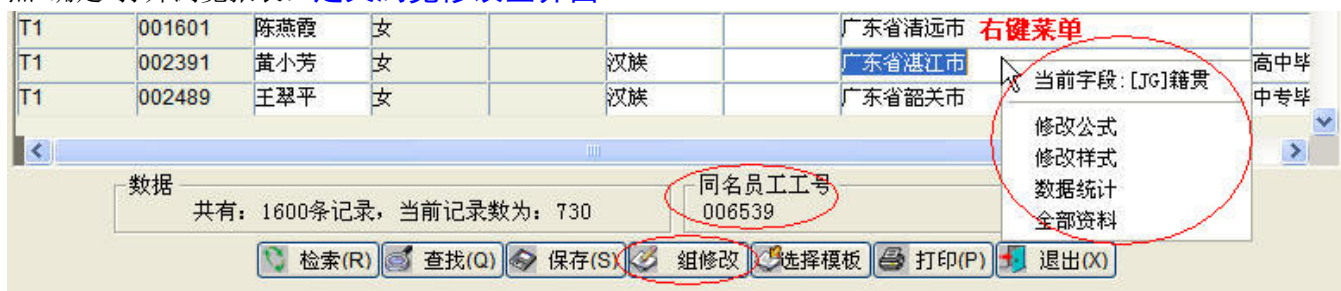 T1 001601 陈燕霞 女 广东省清远市 右键菜单
T1 002391 黄小芳 女 汉族 广东省湛江市 高中毕
T1 002489 王翠平 女 汉族 广东省韶关市 中专毕
当前字段:[JG]籍贯
修改公式
修改样式
数据统计
全部资料
数据
共有: 1600条记录, 当前记录数为: 730
同名员工工号
006539
检索(R) 查找(Q) 保存(S) 组修改 选择模板 打印(P) 退出(X)